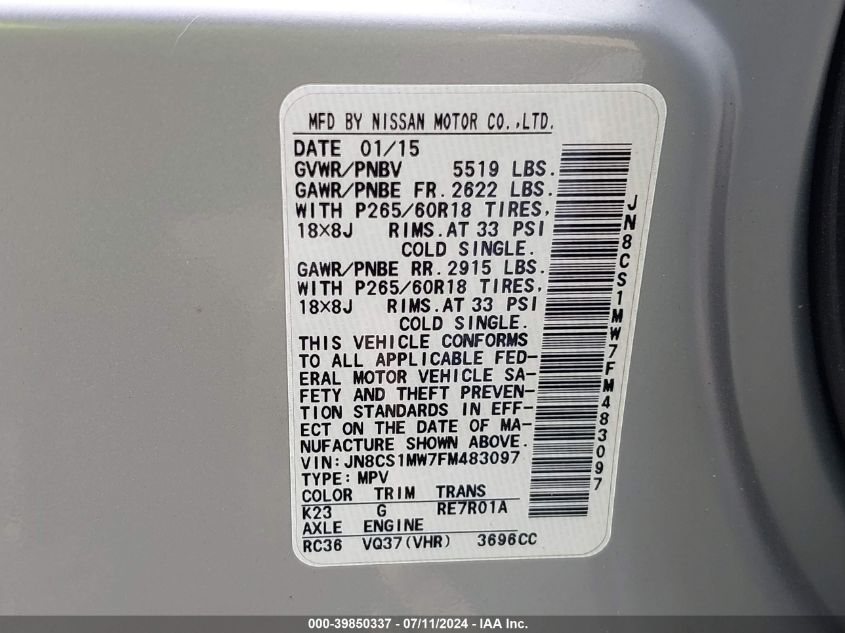 MFD BY NISSAN MOTOR CO.,LTD.
DATE 01/15
GVWR/PNBV 5519 LBS.
GAWR/PNBE FR. 2622 LBS.
WITH P265/60R18 TIRES,
18×8J RIMS.AT 33 PSI
COLD SINGLE.
GAWR/PNBE RR. 2915 LBS.
WITH P265/60R18 TIRES,
18×8J RIMS.AT 33 PSI
COLD SINGLE.
THIS VEHICLE CONFORMS
TO ALL APPLICABLE FED-
ERAL MOTOR VEHICLE SA-
FETY AND THEFT PREVEN-
TION STANDARDS IN EFF-
ECT ON THE DATE OF MA-
NUFACTURE SHOWN ABOVE.
VIN:JN8CS1MW7FM483097
TYPE:MPV
COLOR TRIM TRANS
K23 G RE7R01A
AXLE ENGINE
RC36 VQ37(VHR) 3696CC
JN8CS1MW7FM483097
000-39850337 - 07/11/2024 - IAA Inc.